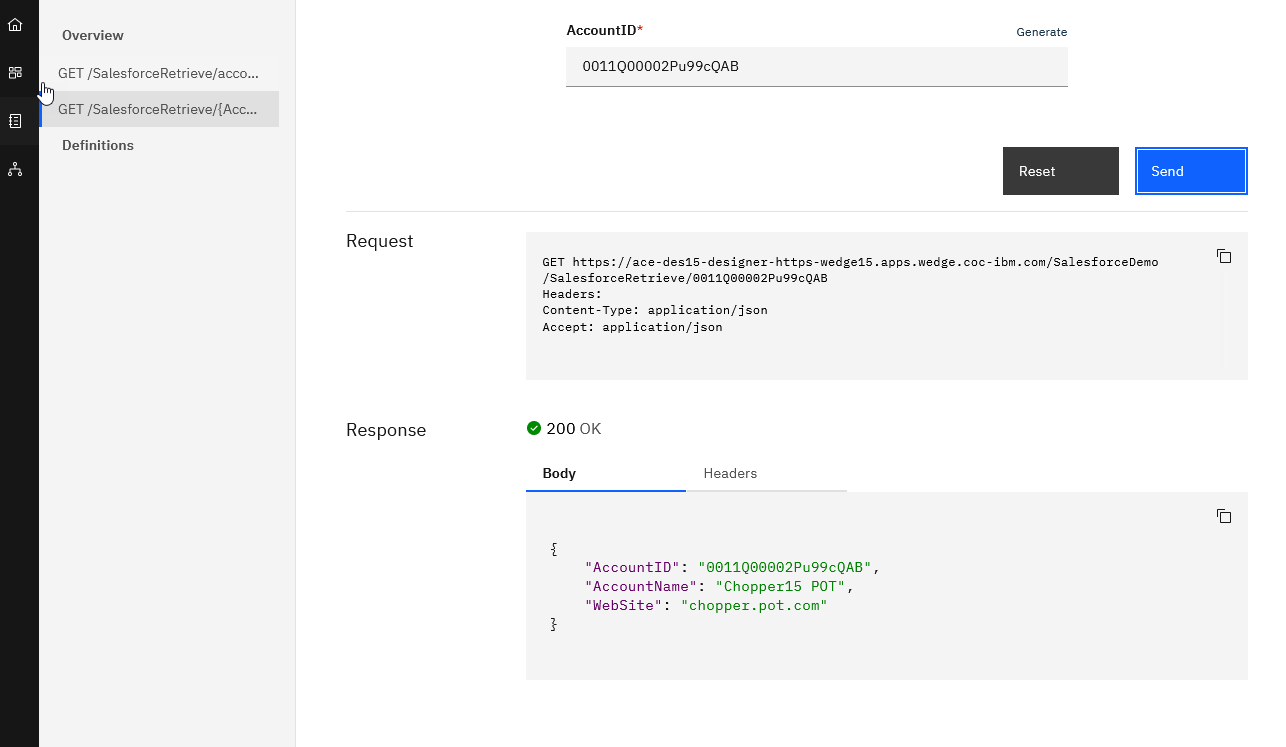 Overview
GET /SalesforceRetrieve/acco...
GET /SalesforceRetrieve/{Acc...
Definitions
AccountID*
Generate
0011Q00002Pu99cQAB
Reset
Send
Request
GET https://ace-des15-designer-https-wedge15.apps.wedge.coc-ibm.com/SalesforceDemo
/SalesforceRetrieve/0011Q00002Pu99cQAB
Headers:
Content-Type: application/json
Accept: application/json
Response
200 OK
Body
Headers
{
"AccountID": "0011Q00002Pu99cQAB",
"AccountName": "Chopper15 POT",
"WebSite": "chopper.pot.com"
}